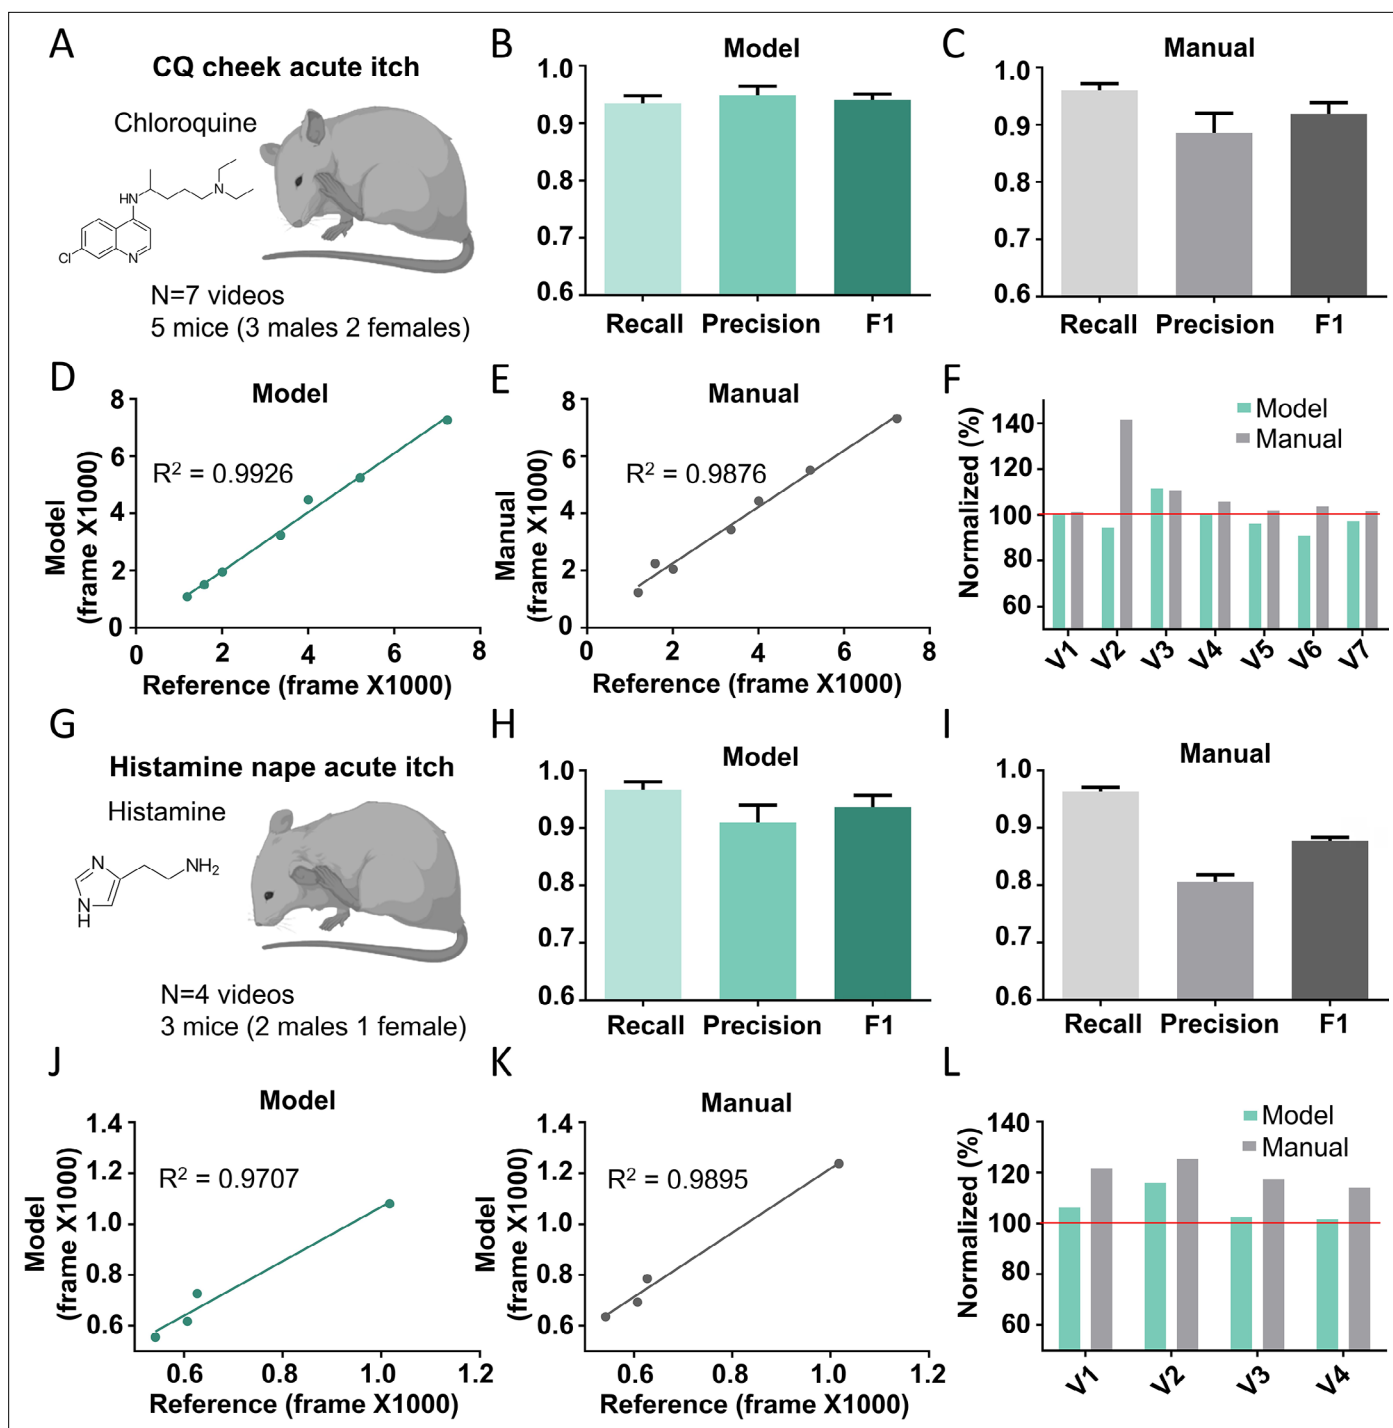 A
CQ cheek acute itch
Chloroquine
HN
N
Cl
N
N=7 videos
5 mice (3 males 2 females)
B
Model
1.0
0.9
0.8
0.7
0.6
Recall Precision F1
C
Manual
1.0
0.9
0.8
0.7
0.6
Recall Precision F1
D
Model
R² = 0.9926
Model
(frame X1000)
8
6
4
2
0
0 2 4 6 8
Reference (frame X1000)
E
Manual
R² = 0.9876
Manual
(frame X1000)
8
6
4
2
0
0 2 4 6 8
Reference (frame X1000)
F
Model
Manual
Normalized (%)
140
120
100
80
60
V1 V2 V3 V4 V5 V6 V7
G
Histamine nape acute itch
Histamine
N
NH2
N
H
N=4 videos
3 mice (2 males 1 female)
H
Model
1.0
0.9
0.8
0.7
0.6
Recall Precision F1
I
Manual
1.0
0.9
0.8
0.7
0.6
Recall Precision F1
J
Model
R² = 0.9707
Model
(frame X1000)
1.4
1.2
1.0
0.8
0.6
0.6 0.8 1.0 1.2
Reference (frame X1000)
K
Manual
R² = 0.9895
Model
(frame X1000)
1.4
1.2
1.0
0.8
0.6
0.6 0.8 1.0 1.2
Reference (frame X1000)
L
Model
Manual
Normalized (%)
140
120
100
80
60
V1 V2 V3 V4